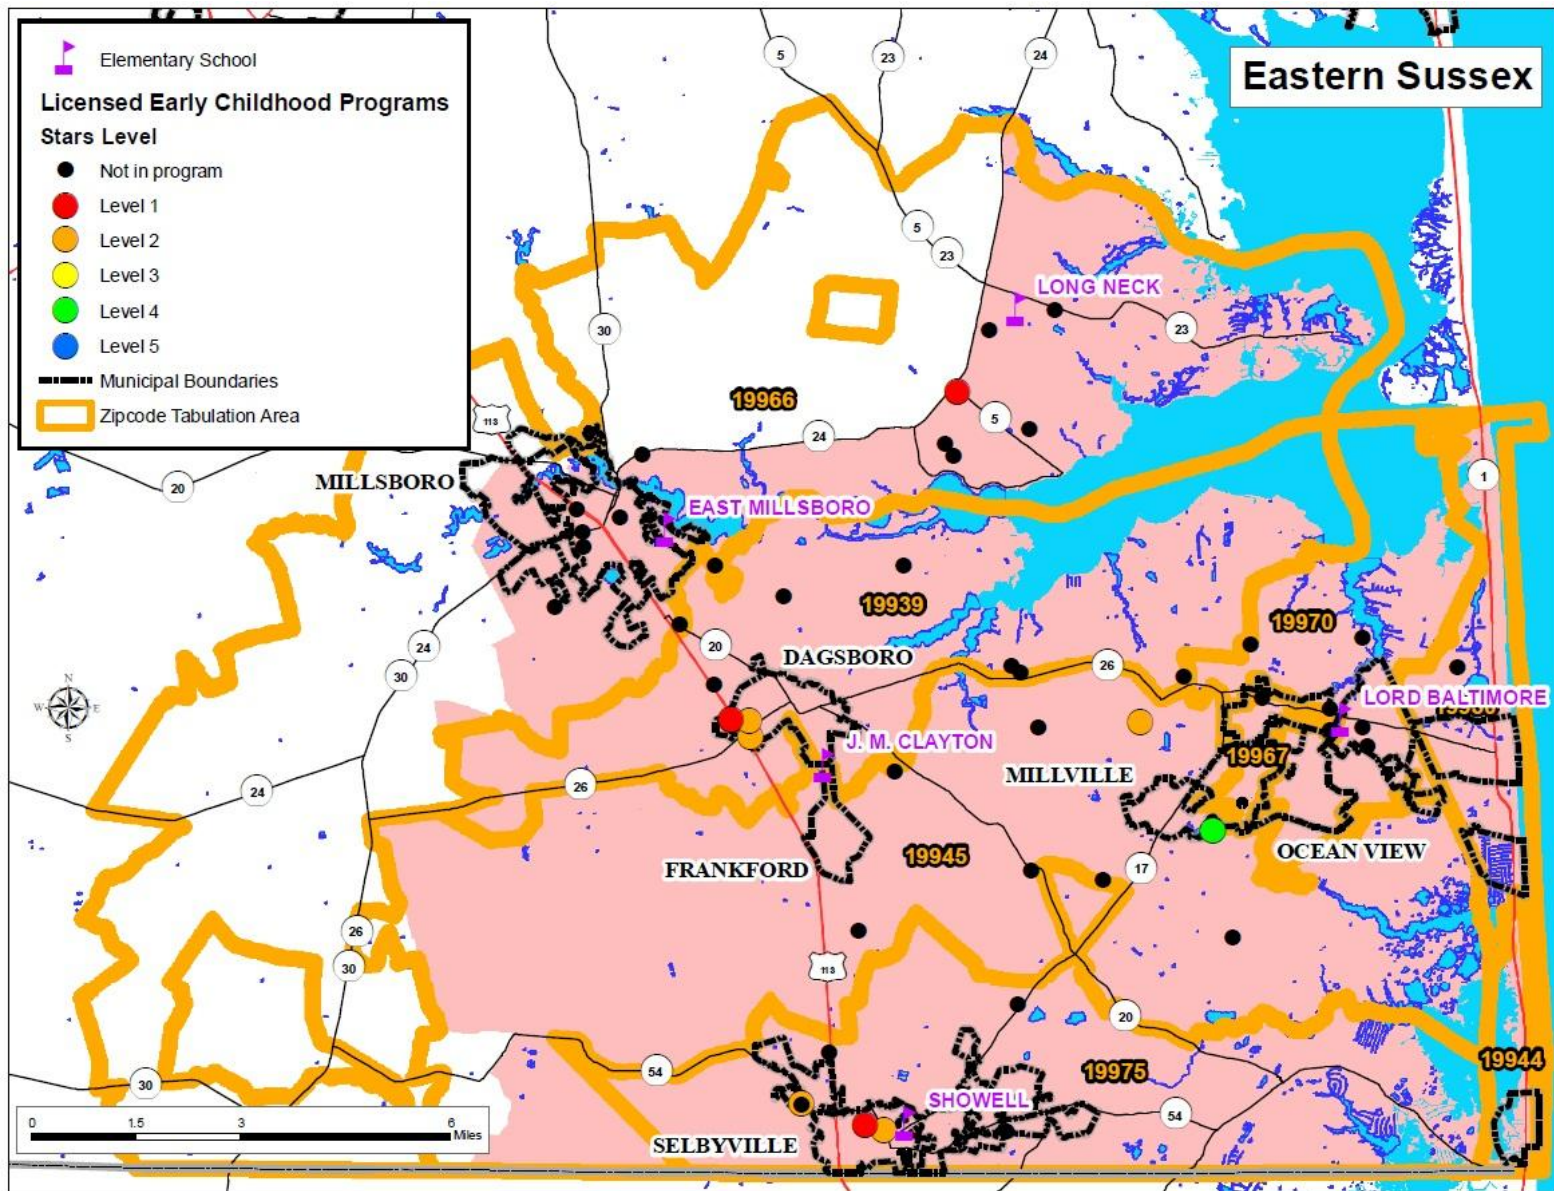 Eastern Sussex
Elementary School
Licensed Early Childhood Programs
Stars Level
Not in program
Level 1
Level 2
Level 3
Level 4
Level 5
Municipal Boundaries
Zipcode Tabulation Area
5
23
24
5
23
30
LONG NECK
23
19966
113
24
5
20
MILLSBORO
1
EAST MILLSBORO
19939
19970
24
20
DAGSBORO
26
30
N
W E
S
LORD BALTIMORE
J. M. CLAYTON
19967
MILLVILLE
24
26
19945
OCEAN VIEW
FRANKFORD
17
26
30
113
20
54
19975
19944
30
SHOWELL
54
SELBYVILLE
0 1.5 3 6
Miles